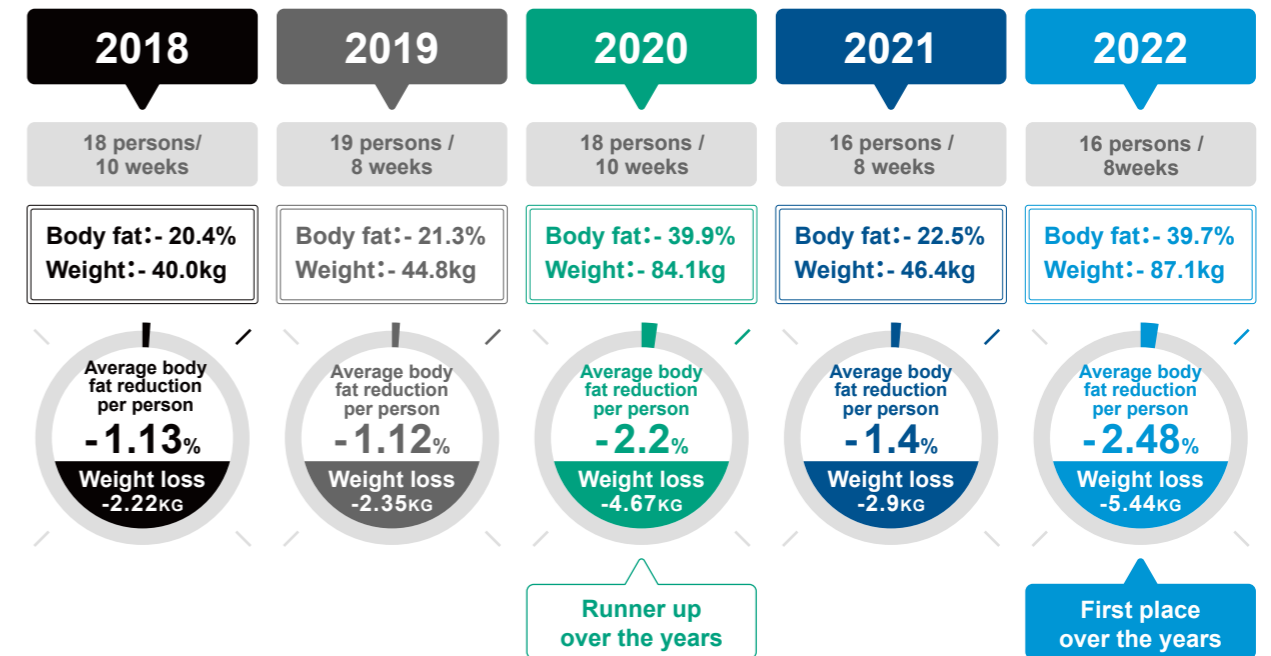 2018
18 persons/
10 weeks
Body fat:- 20.4%
Weight:- 40.0kg
Average body
fat reduction
per person
-1.13%
Weight loss
-2.22KG
2019
19 persons /
8 weeks
Body fat:- 21.3%
Weight:- 44.8kg
Average body
fat reduction
per person
-1.12%
Weight loss
-2.35KG
2020
18 persons /
10 weeks
Body fat:- 39.9%
Weight:- 84.1kg
Average body
fat reduction
per person
-2.2%
Weight loss
-4.67KG
Runner up
over the years
2021
16 persons /
8 weeks
Body fat:- 22.5%
Weight:- 46.4kg
Average body
fat reduction
per person
-1.4%
Weight loss
-2.9KG
2022
16 persons /
8weeks
Body fat:- 39.7%
Weight:- 87.1kg
Average body
fat reduction
per person
-2.48%
Weight loss
-5.44KG
First place
over the years